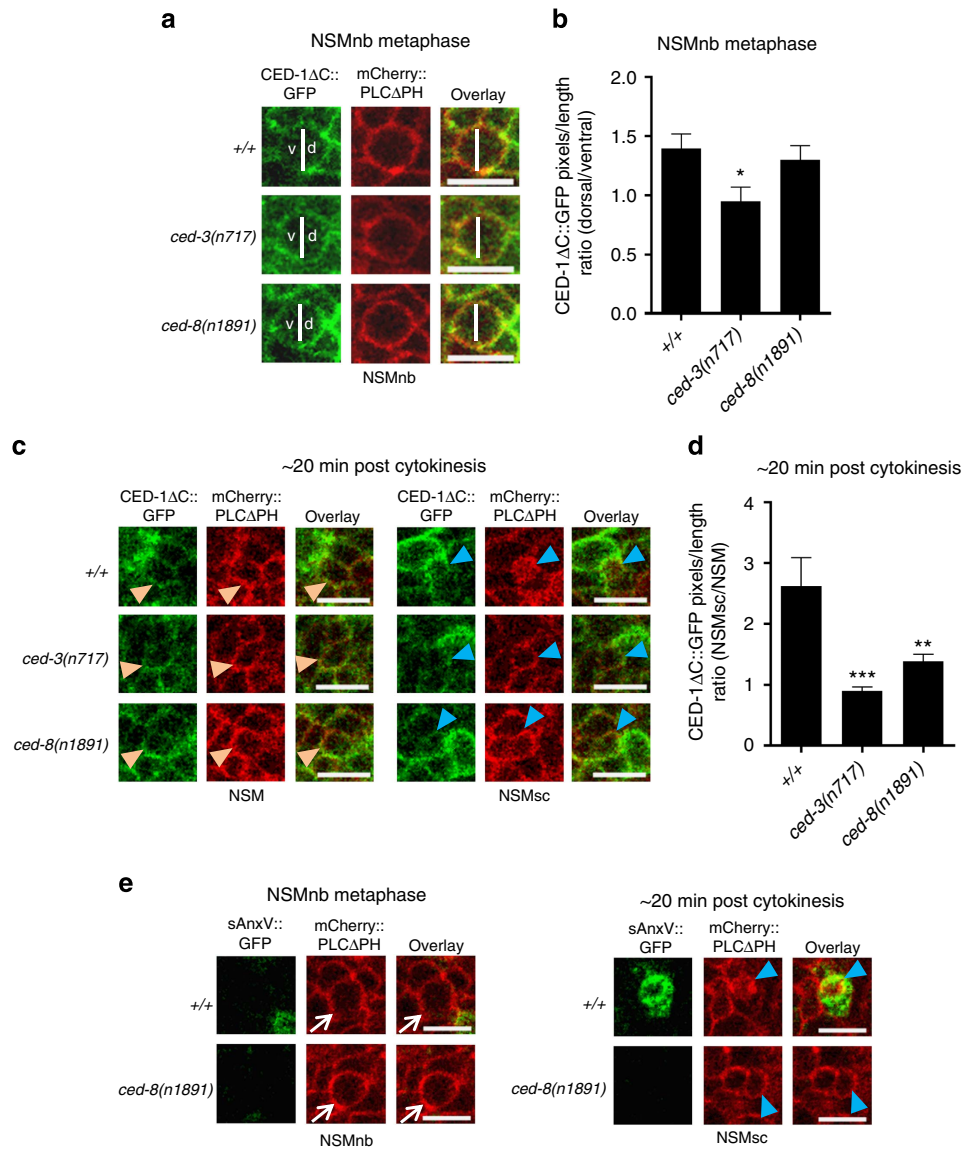 a
NSMnb metaphase
CED-1ΔC::
GFP
mCherry::
PLCΔPH
Overlay
+/+
v d
ced-3(n717)
v d
ced-8(n1891)
v d
NSMnb
b
NSMnb metaphase
CED-1ΔC::GFP pixels/length
ratio (dorsal/ventral)
2.0
1.5
1.0
0.5
0.0
*
+/+
ced-3(n717)
ced-8(n1891)
c
~20 min post cytokinesis
CED-1ΔC::
GFP
mCherry::
PLCΔPH
Overlay
CED-1ΔC::
GFP
mCherry::
PLCΔPH
Overlay
+/+
ced-3(n717)
ced-8(n1891)
NSM
NSMsc
d
~20 min post cytokinesis
CED-1ΔC::GFP pixels/length
ratio (NSMsc/NSM)
4
3
2
1
0
***
**
+/+
ced-3(n717)
ced-8(n1891)
e
NSMnb metaphase
sAnxV::
GFP
mCherry::
PLCΔPH
Overlay
+/+
ced-8(n1891)
NSMnb
~20 min post cytokinesis
sAnxV::
GFP
mCherry::
PLCΔPH
Overlay
+/+
ced-8(n1891)
NSMsc